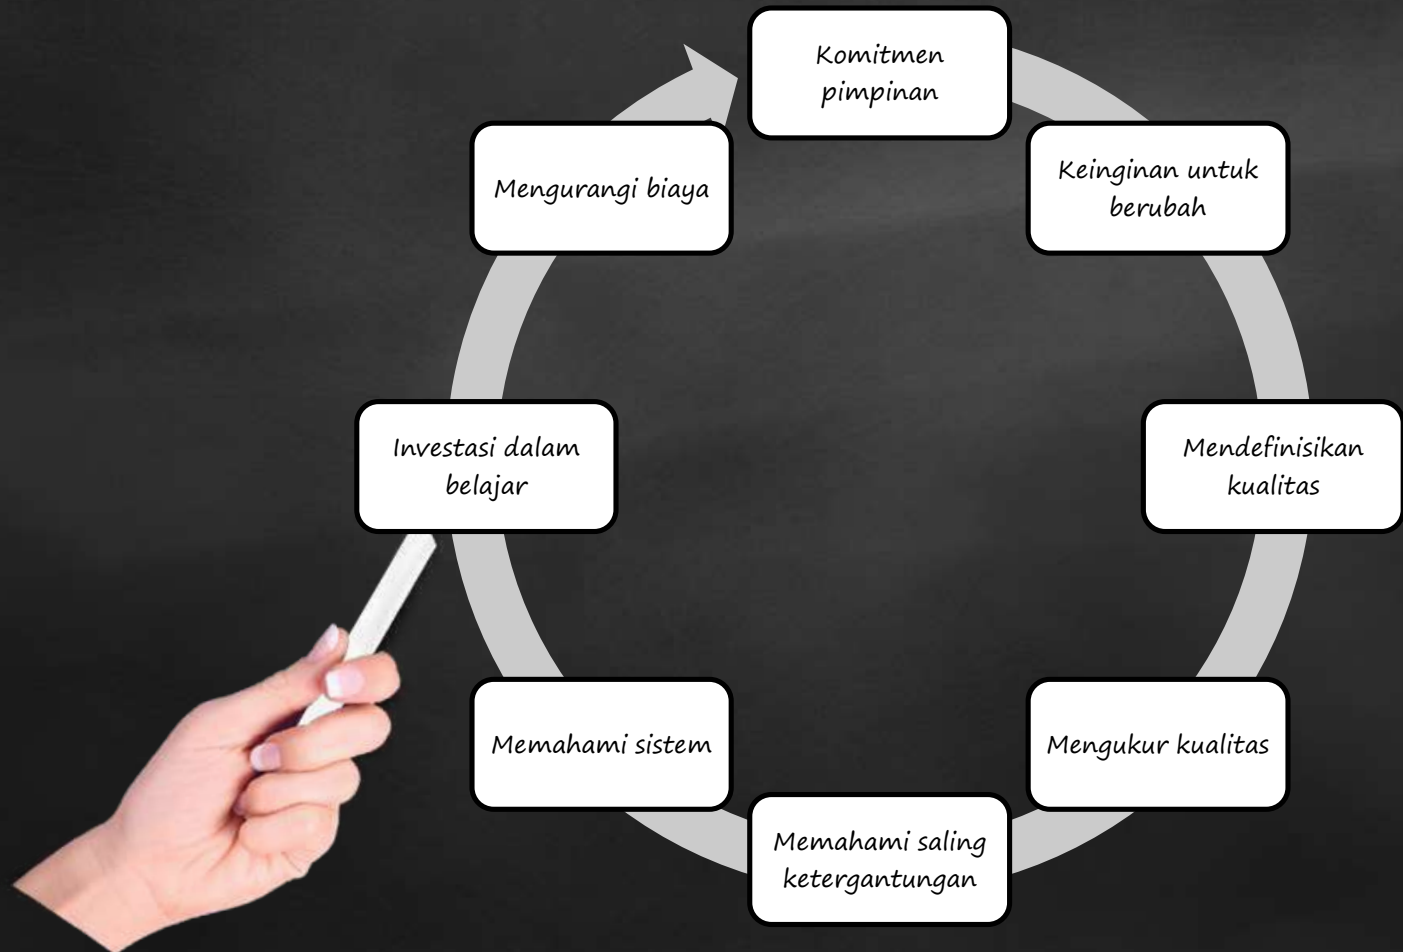 Komitmen
pimpinan
Keinginan untuk
berubah
Mendefinisikan
kualitas
Mengukur kualitas
Memahami saling
ketergantungan
Memahami sistem
Investasi dalam
belajar
Mengurangi biaya